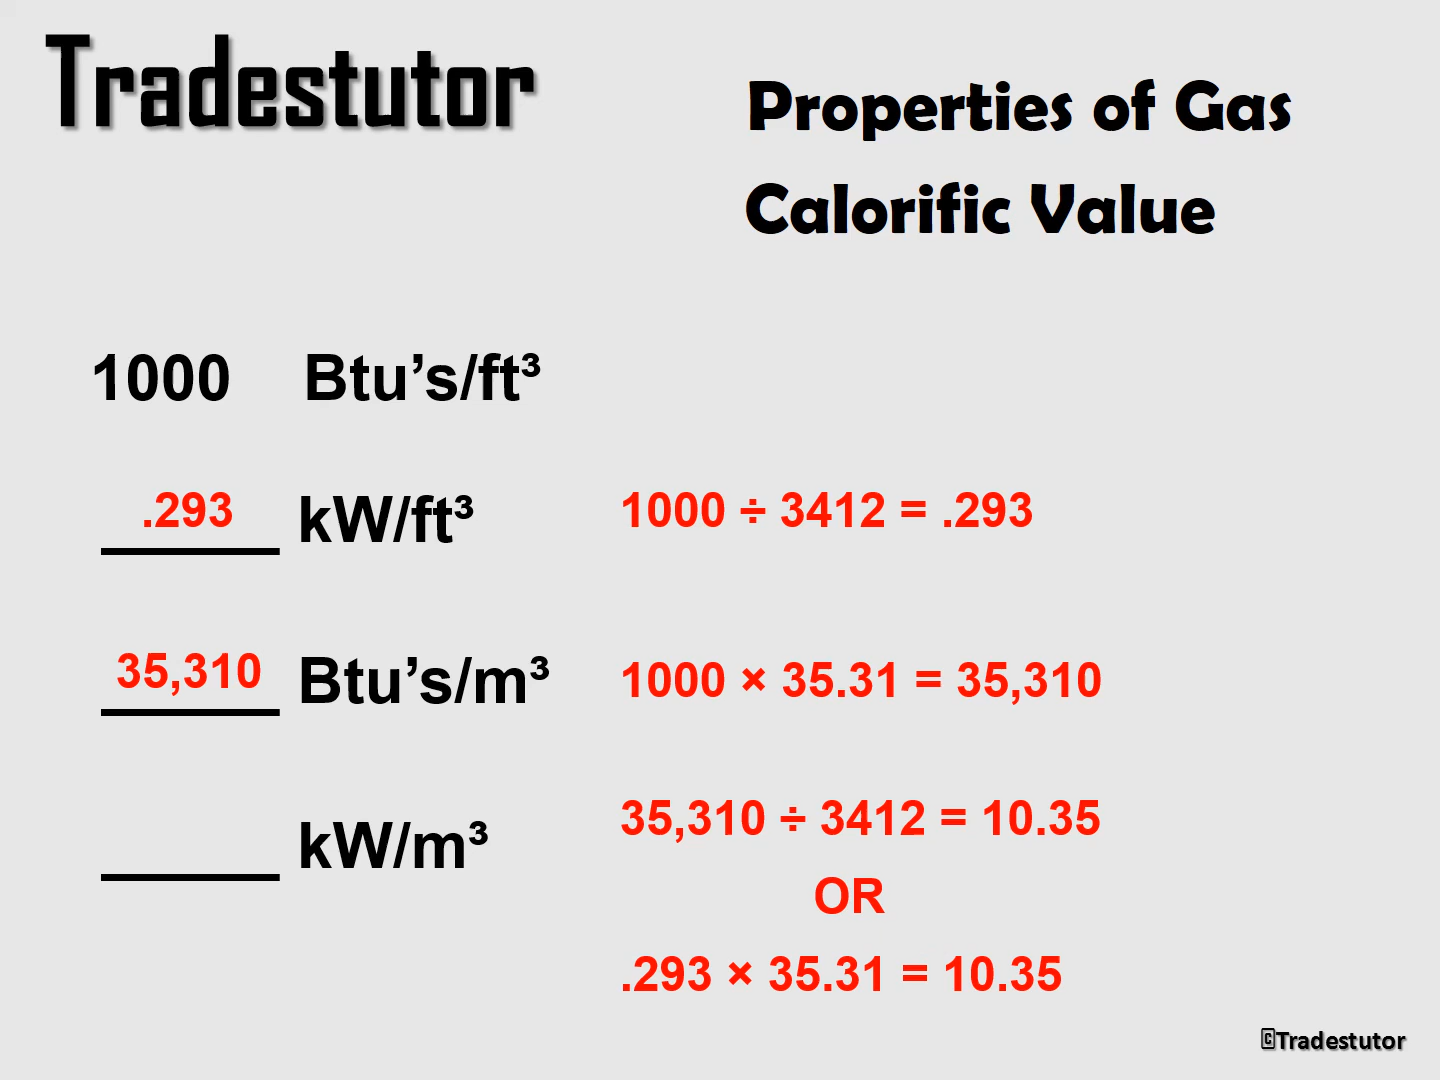 Tradestutor
Properties of Gas
Calorific Value
1000 Btu’s/ft³
.293 kW/ft³ 1000 ÷ 3412 = .293
35,310 Btu’s/m³ 1000 × 35.31 = 35,310
kW/m³ 35,310 ÷ 3412 = 10.35
OR
.293 × 35.31 = 10.35
©Tradestutor